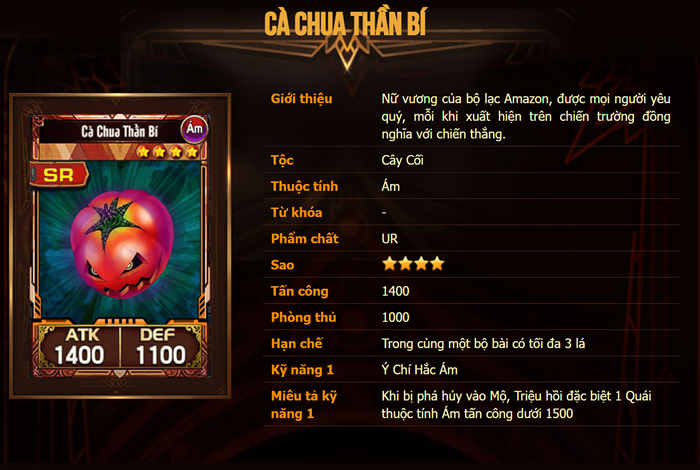 CÀ CHUA THẦN BÍ
Cà Chua Thần Bí
Ám
SR
ATK
DEF
1400
1100
Giới thiệu
Nữ vương của bộ lạc Amazon, được mọi người yêu
quý, mỗi khi xuất hiện trên chiến trường đồng
nghĩa với chiến thắng.
Tộc
Cây Cối
Thuộc tính
Ám
Từ khóa
-
Phẩm chất
UR
Sao
Tấn công
1400
Phòng thủ
1000
Hạn chế
Trong cùng một bộ bài có tối đa 3 lá
Kỹ năng 1
Ý Chí Hắc Ám
Miêu tả kỹ
năng 1
Khi bị phá hủy vào Mộ, Triệu hồi đặc biệt 1 Quái
thuộc tính Ám tấn công dưới 1500